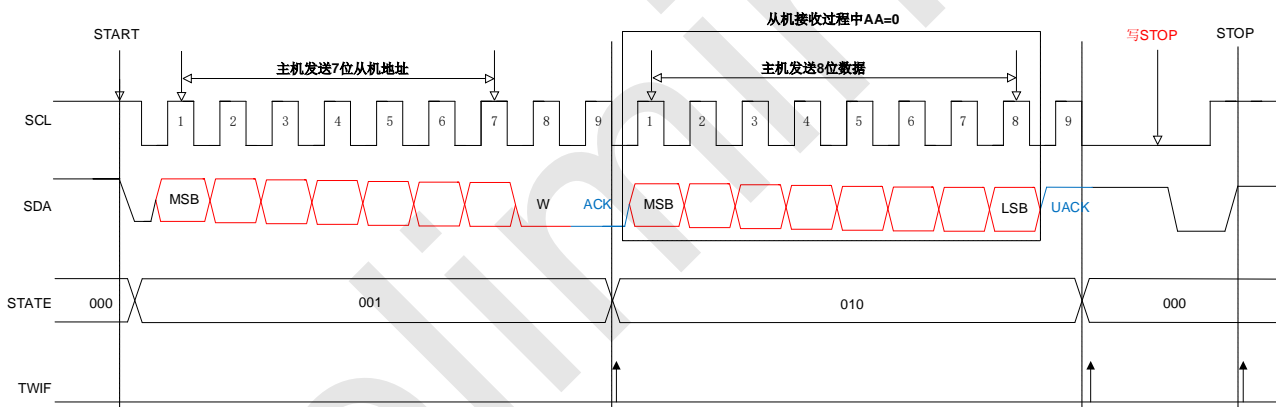 从机接收过程中AA=0
START
写STOP
STOP
主机发送7位从机地址
主机发送8位数据
SCL
1 2 3 4 5 6 7 8 9 1 2 3 4 5 6 7 8 9
SDA
MSB W ACK MSB LSB UACK
STATE 000 001 010 000
TWIF